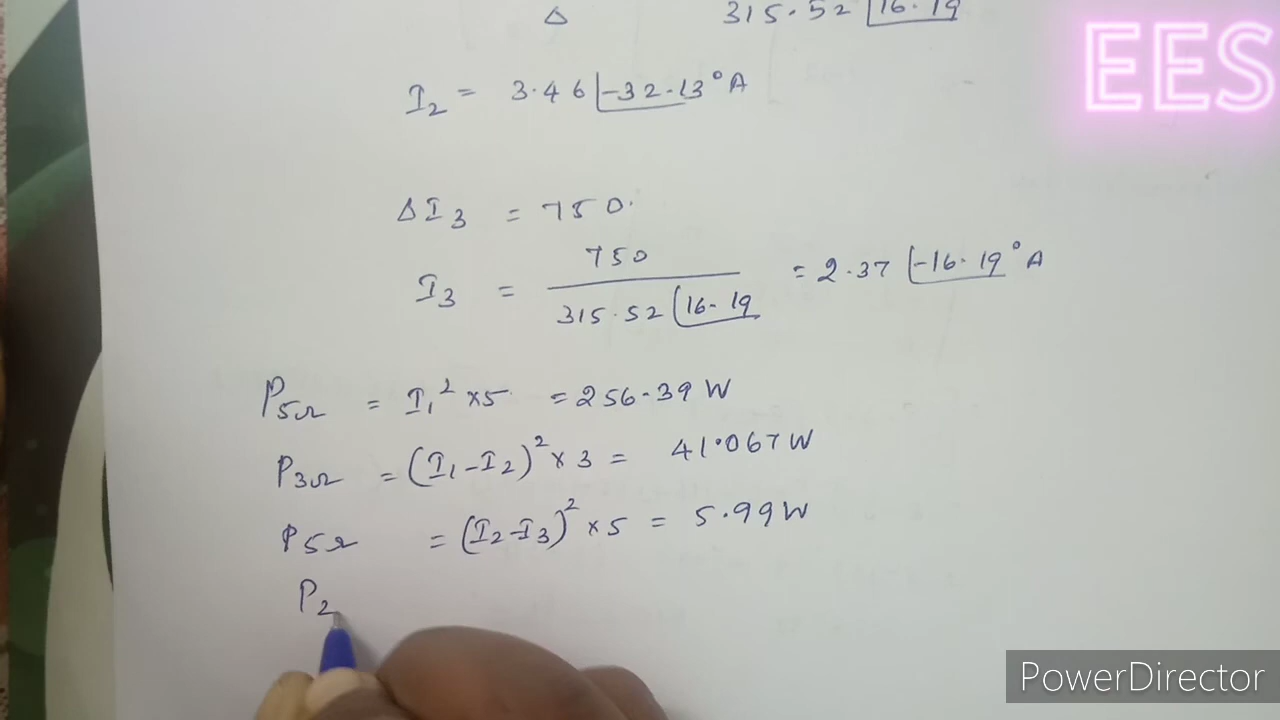 Δ 315.52 ∠16.19
EES
I₂ = 3.46 ∠-32.13° A
ΔI₃ = 750.
750
I₃ = ─── = 2.37 ∠-16.19° A
315.52 ∠16.19
P₅Ω = I₁² ×5 = 256.39 W
P₃Ω = (I₁-I₂)² × 3 = 41.067 W
P₅Ω = (I₂-I₃)² × 5 = 5.99 W
P₂
PowerDirector